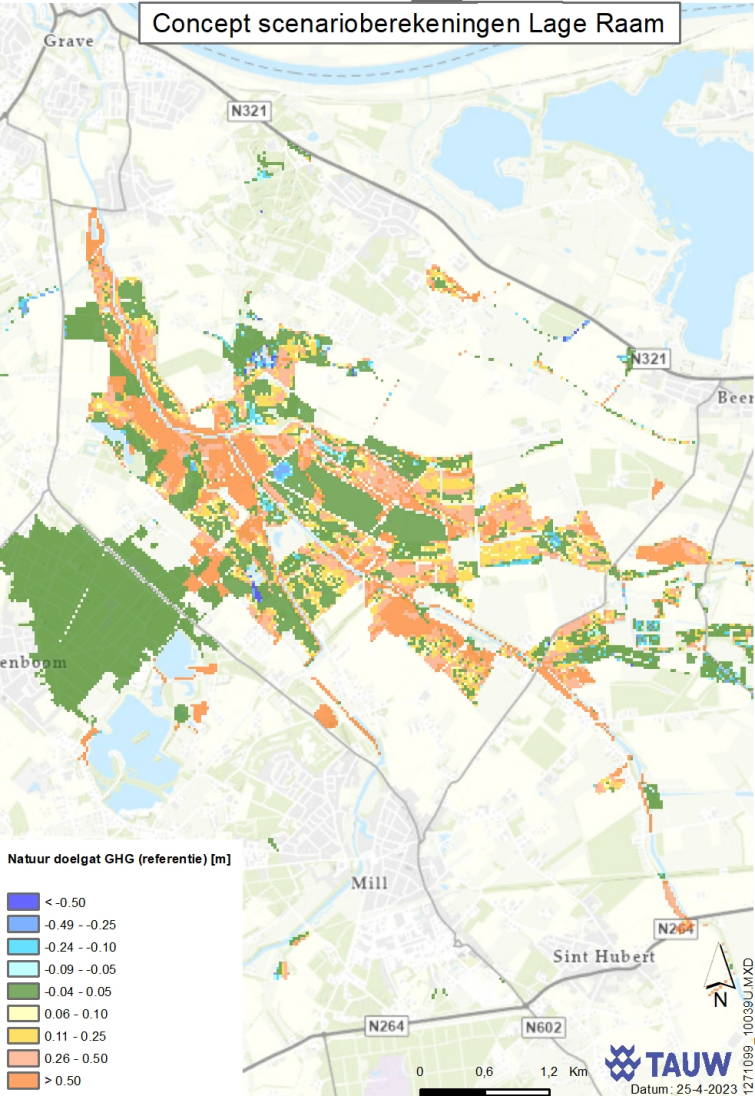 Concept scenarioberekeningen Lage Raam
Grave
N321
N321
Beer
enboom
Natuur doelgat GHG (referentie) [m]
< -0.50
-0.49 - -0.25
-0.24 - -0.10
-0.09 - -0.05
-0.04 - 0.05
0.06 - 0.10
0.11 - 0.25
0.26 - 0.50
> 0.50
Mill
Sint Hubert
N264
N264
N602
N
0 0,6 1,2 Km
TAUW
Datum: 25-4-2023
1271099_10039U.MXD